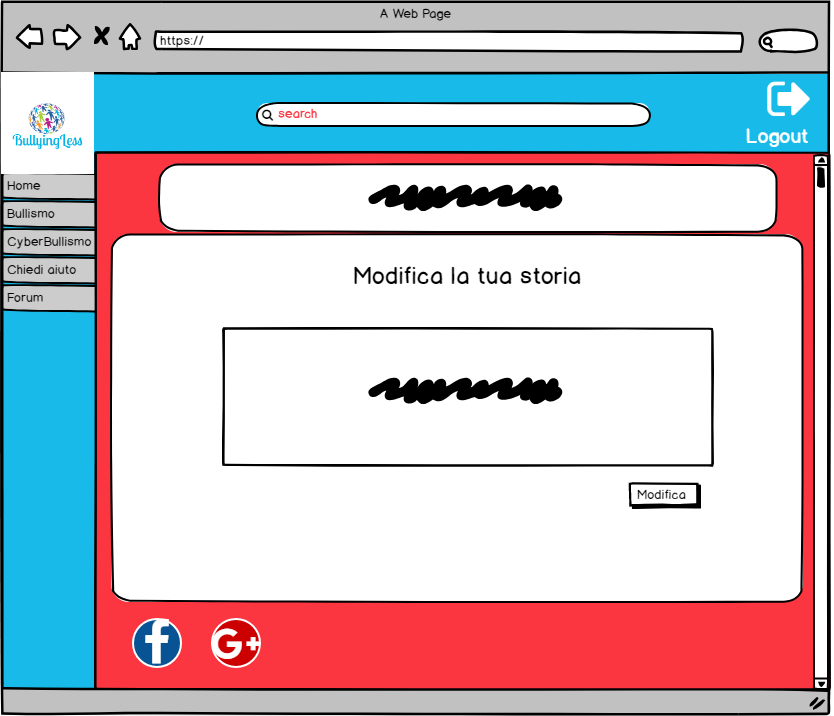 A Web Page
https://
search
Logout
BullyingLess
Home
Bullismo
CyberBullismo
Chiedi aiuto
Forum
Modifica la tua storia
Modifica
f
G+